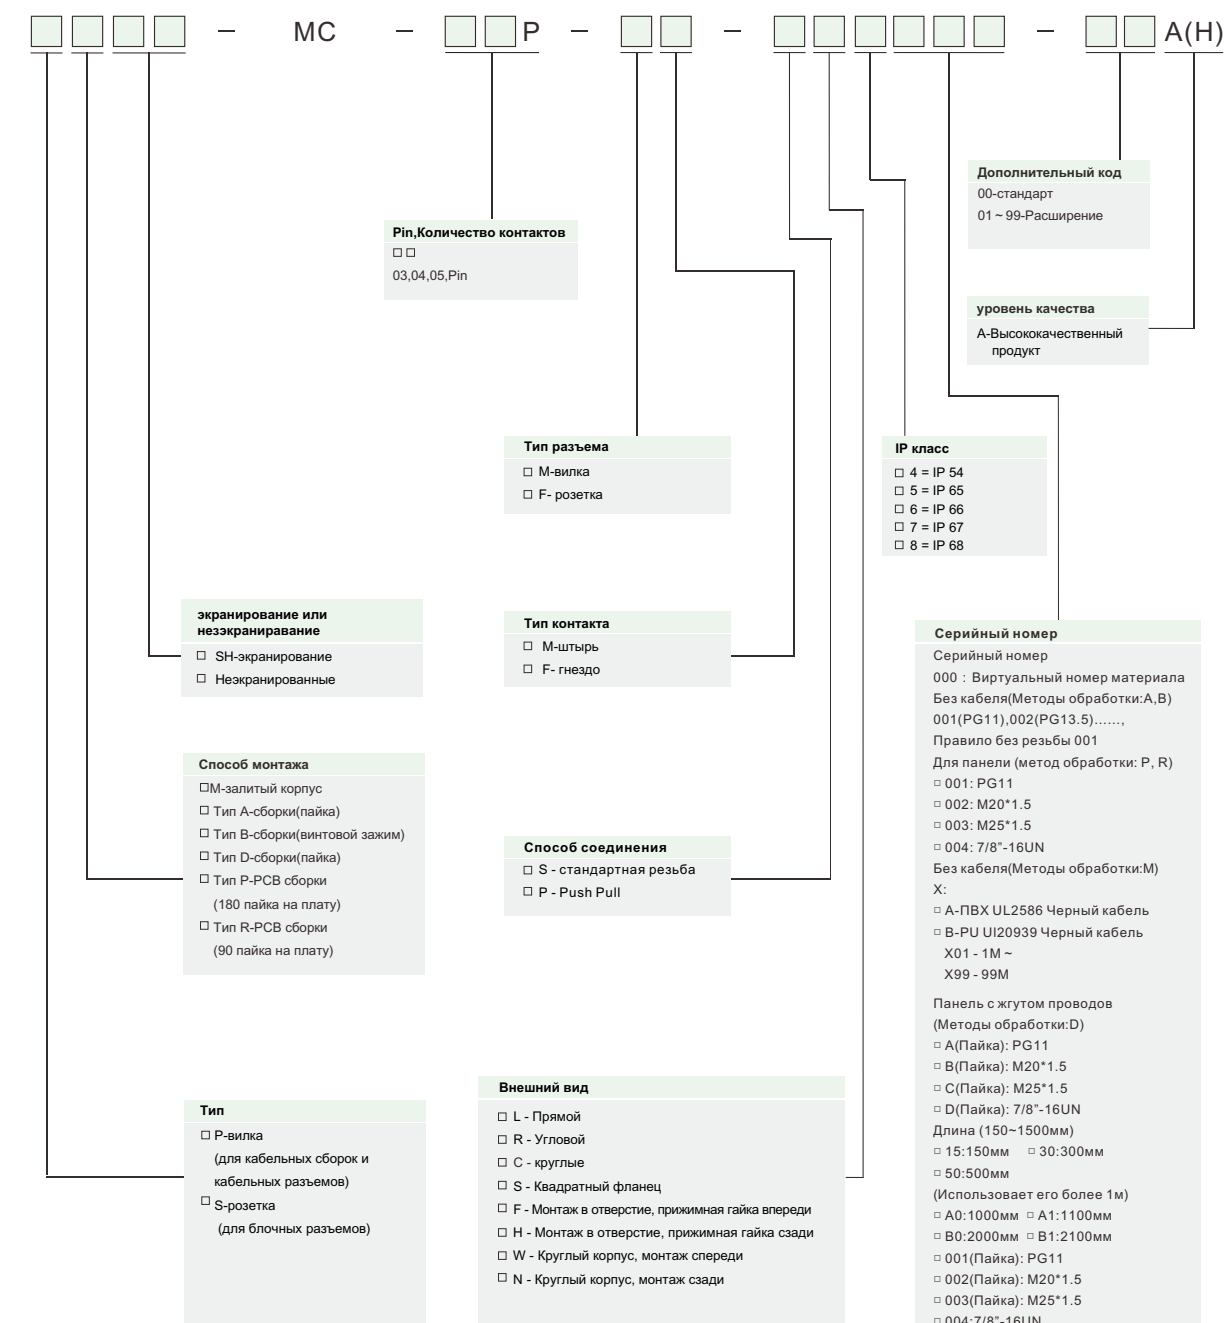 — MC — P — — — A(H)
Дополнительный код
00-стандарт
01 ~ 99-Расширение
Pin,Количество контактов
□ □
03,04,05,Pin
уровень качества
А-Высококачественный
продукт
Тип разъема
□ М-вилка
□ F- розетка
IP класс
□ 4 = IP 54
□ 5 = IP 65
□ 6 = IP 66
□ 7 = IP 67
□ 8 = IP 68
экранирование или
незэкраниравание
□ SH-экранирование
□ Неэкранированные
Тип контакта
□ М-штырь
□ F- гнездо
Способ монтажа
□М-залитый корпус
□ Тип А-сборки(пайка)
□ Тип В-сборки(винтовой зажим)
□ Тип D-сборки(пайка)
□ Тип P-PCB сборки
(180 пайка на плату)
□ Тип R-PCB сборки
(90 пайка на плату)
Способ соединения
□ S - стандартная резьба
□ P - Push Pull
Тип
□ Р-вилка
(для кабельных сборок и
кабельных разъемов)
□ S-розетка
(для блочных разъемов)
Внешний вид
□ L - Прямой
□ R - Угловой
□ C - круглые
□ S - Квадратный фланец
□ F - Монтаж в отверстие, прижимная гайка впереди
□ H - Монтаж в отверстие, прижимная гайка сзади
□ W - Круглый корпус, монтаж спереди
□ N - Круглый корпус, монтаж сзади
Серийный номер
Серийный номер
000 : Виртуальный номер материала
Без кабеля(Методы обработки:A,B)
001(PG11),002(PG13.5)……,
Правило без резьбы 001
Для панели (метод обработки: P, R)
□ 001: PG11
□ 002: M20*1.5
□ 003: M25*1.5
□ 004: 7/8”-16UN
Без кабеля(Методы обработки:M)
X:
□ А-ПВХ UL2586 Черный кабель
□ B-PU UI20939 Черный кабель
X01 - 1M ~
X99 - 99M
Панель с жгутом проводов
(Методы обработки:D)
□ A(Пайка): PG11
□ B(Пайка): M20*1.5
□ C(Пайка): M25*1.5
□ D(Пайка): 7/8”-16UN
Длина (150~1500мм)
□ 15:150мм □ 30:300мм
□ 50:500мм
(Использовает его более 1м)
□ A0:1000мм □ A1:1100мм
□ B0:2000мм □ B1:2100мм
□ 001(Пайка): PG11
□ 002(Пайка): M20*1.5
□ 003(Пайка): M25*1.5
□ 004:7/8”-16UN